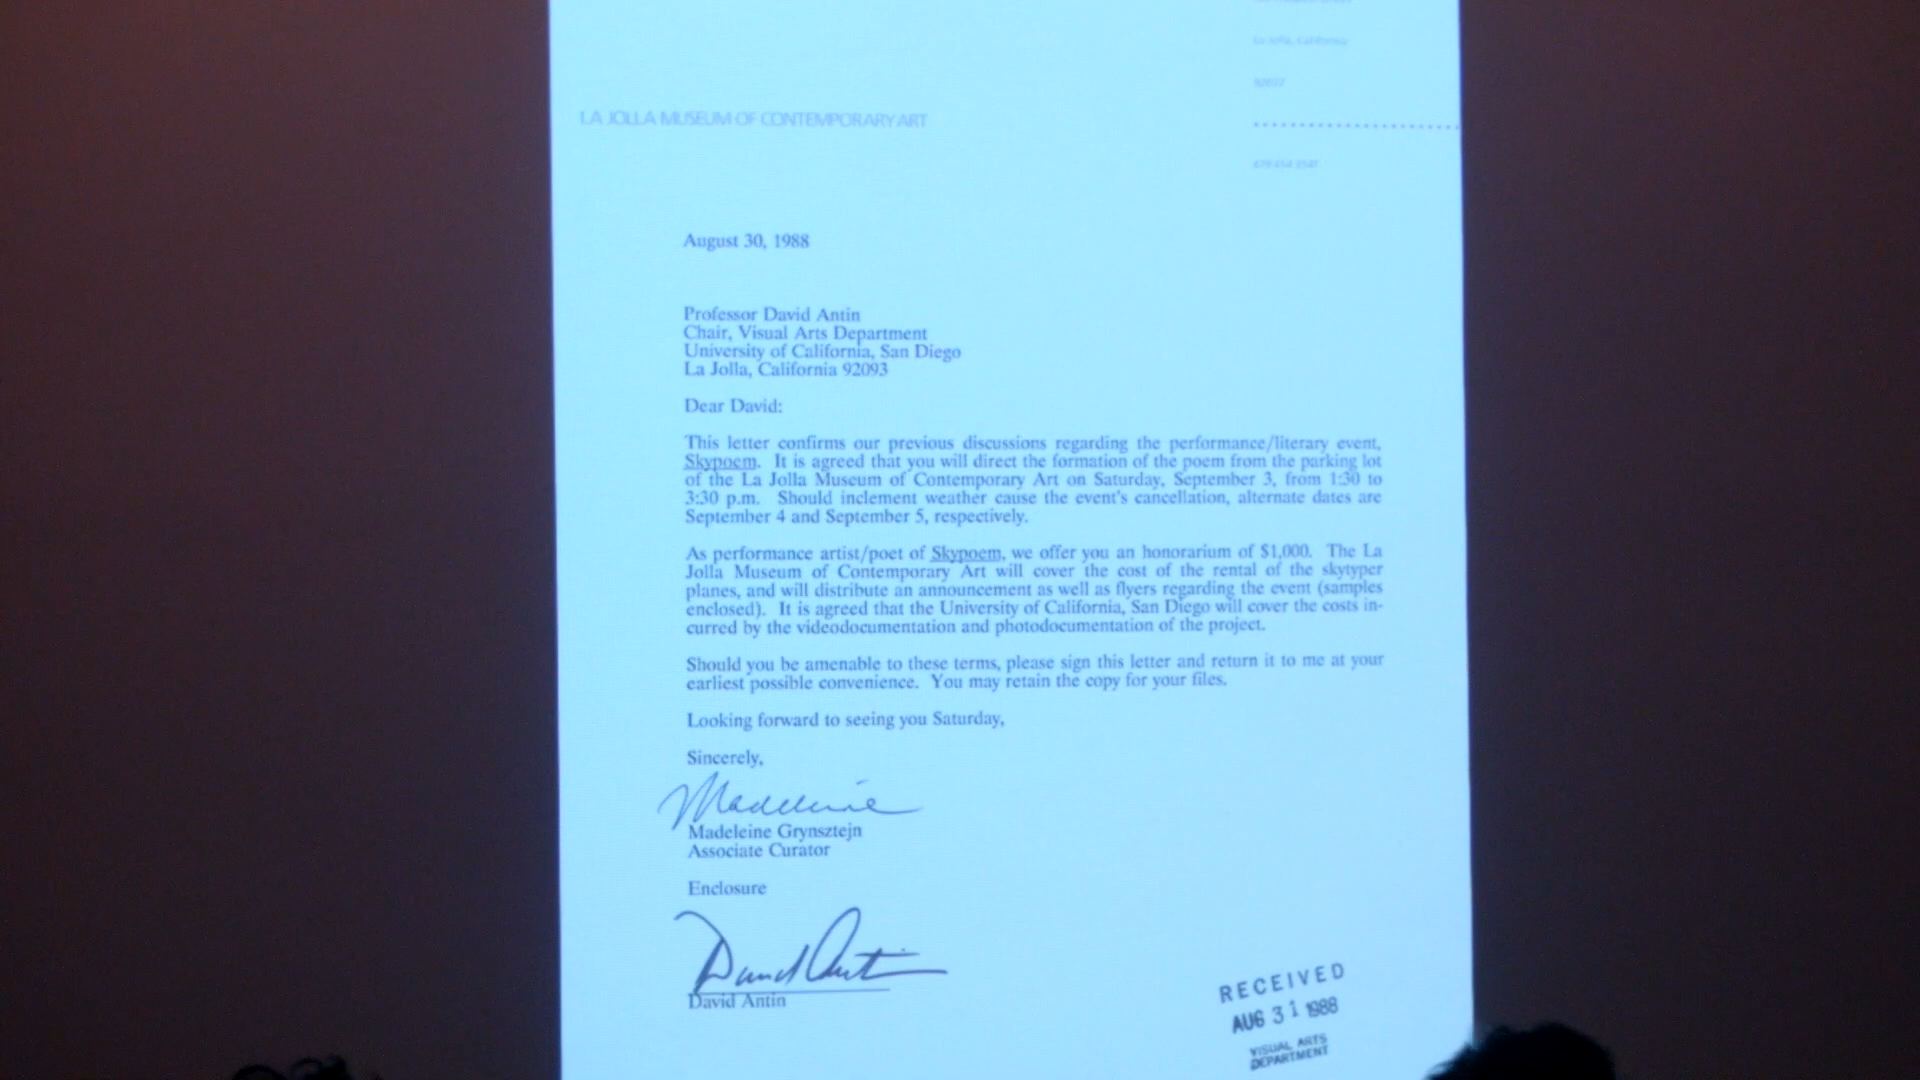 La Jolla, California
92037
LA JOLLA MUSEUM OF CONTEMPORARY ART
619 454 3541
August 30, 1988
Professor David Antin
Chair, Visual Arts Department
University of California, San Diego
La Jolla, California 92093
Dear David:
This letter confirms our previous discussions regarding the performance/literary event,
Skypoem. It is agreed that you will direct the formation of the poem from the parking lot
of the La Jolla Museum of Contemporary Art on Saturday, September 3, from 1:30 to
3:30 p.m. Should inclement weather cause the event's cancellation, alternate dates are
September 4 and September 5, respectively.
As performance artist/poet of Skypoem, we offer you an honorarium of $1,000. The La
Jolla Museum of Contemporary Art will cover the cost of the rental of the skytyper
planes, and will distribute an announcement as well as flyers regarding the event (samples
enclosed). It is agreed that the University of California, San Diego will cover the costs in-
curred by the videodocumentation and photodocumentation of the project.
Should you be amenable to these terms, please sign this letter and return it to me at your
earliest possible convenience. You may retain the copy for your files.
Looking forward to seeing you Saturday,
Sincerely,
Madeleine
Madeleine Grynsztejn
Associate Curator
Enclosure
David Antin
David Antin
RECEIVED
AUG 31 1988
VISUAL ARTS
DEPARTMENT